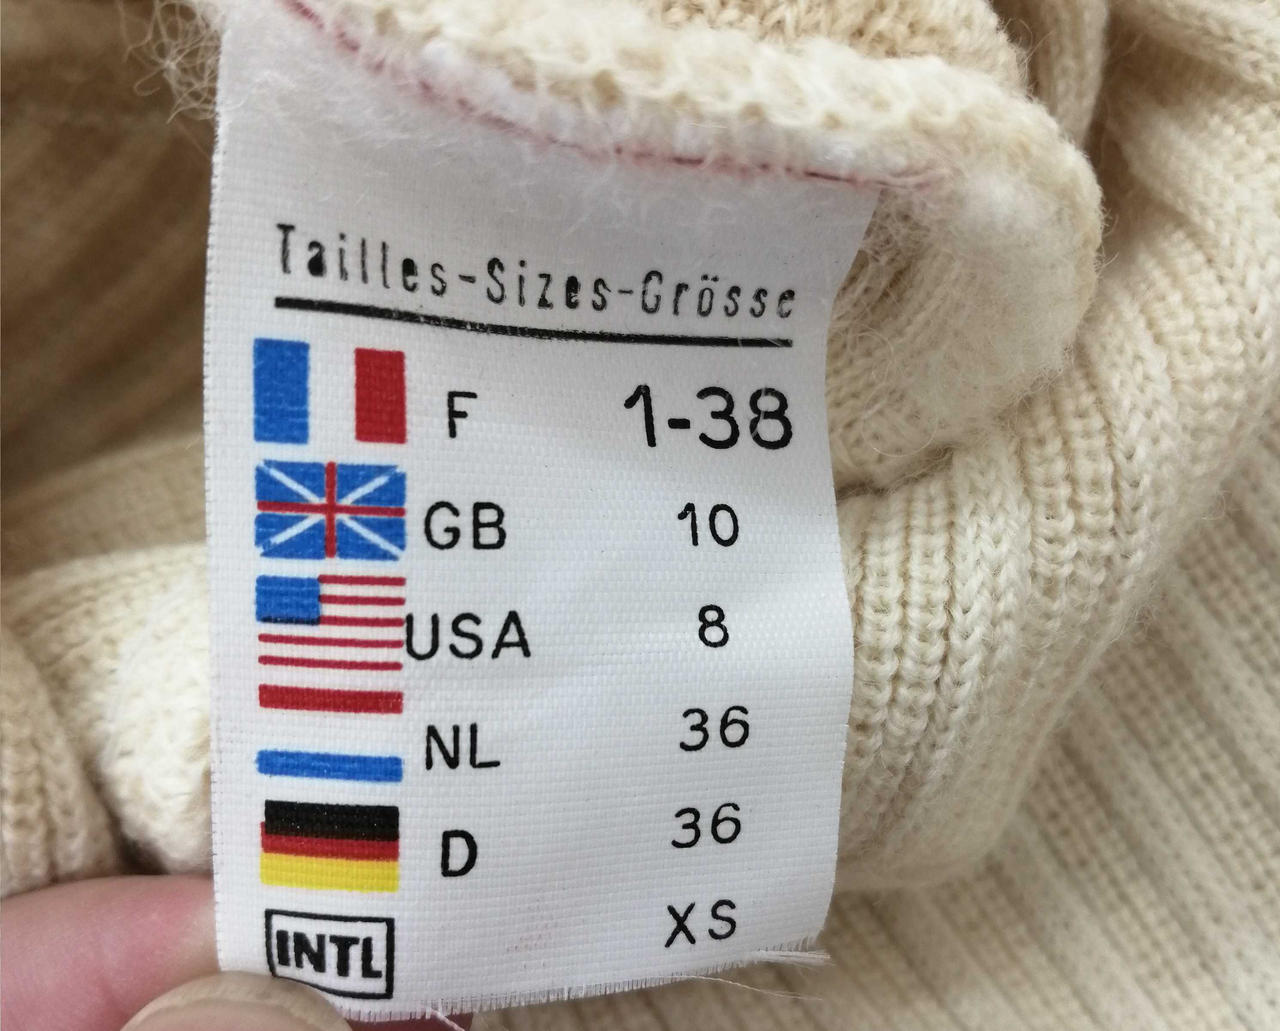 Tailles-Sizes-Grösse
F 1-38
GB 10
USA 8
NL 36
D 36
INTL XS